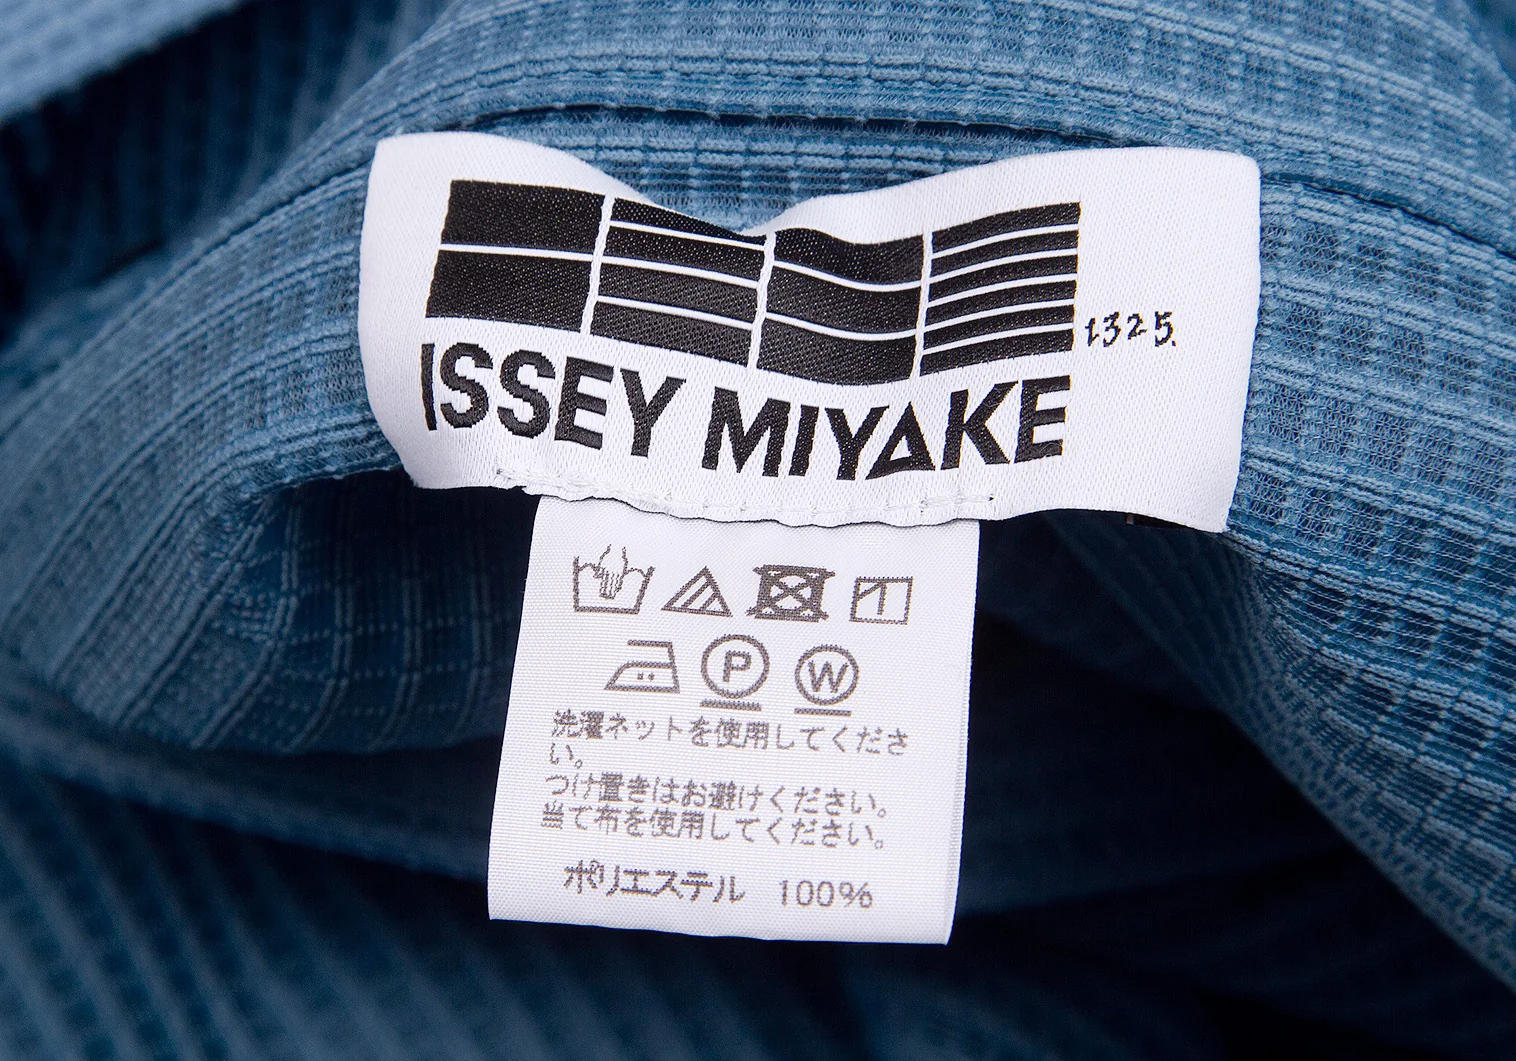 1325.
ISSEY MIYAKE
P W
洗濯ネットを使用してくださ
い。
つけ置きはお避けください。
当て布を使用してください。
ポリエステル 100%